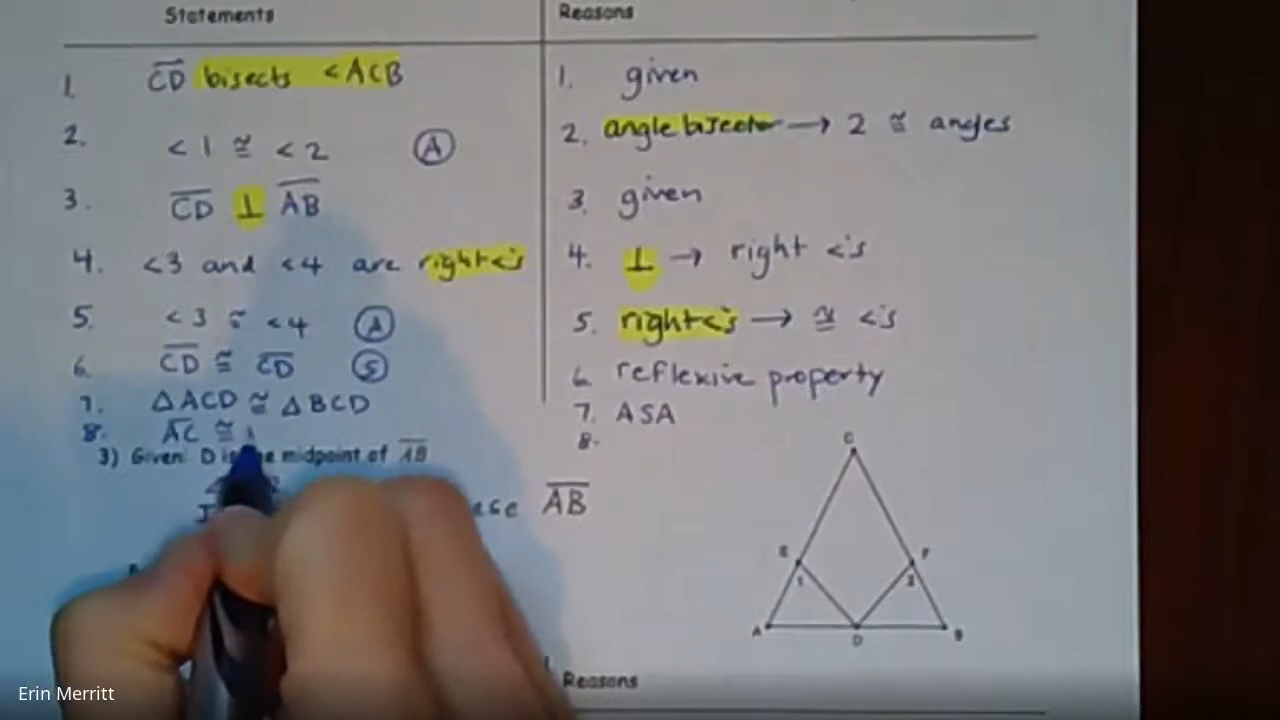 Statements
Reasons
1. CD bisects <ACB
1. given
2. <1 ≅ <2 A
2. angle bisector → 2 ≅ angles
3. CD ⊥ AB
3. given
4. <3 and <4 are right <'s
4. ⊥ → right <'s
5. <3 ≅ <4 A
5. right <'s → ≅ <'s
6. CD ≅ CD S
6. reflexive property
7. △ACD ≅ △BCD
7. ASA
8. AC ≅
8.
3) Given: D is the midpoint of AB
AB
C
E
F
1
2
A
D
B
Reasons
Erin Merritt